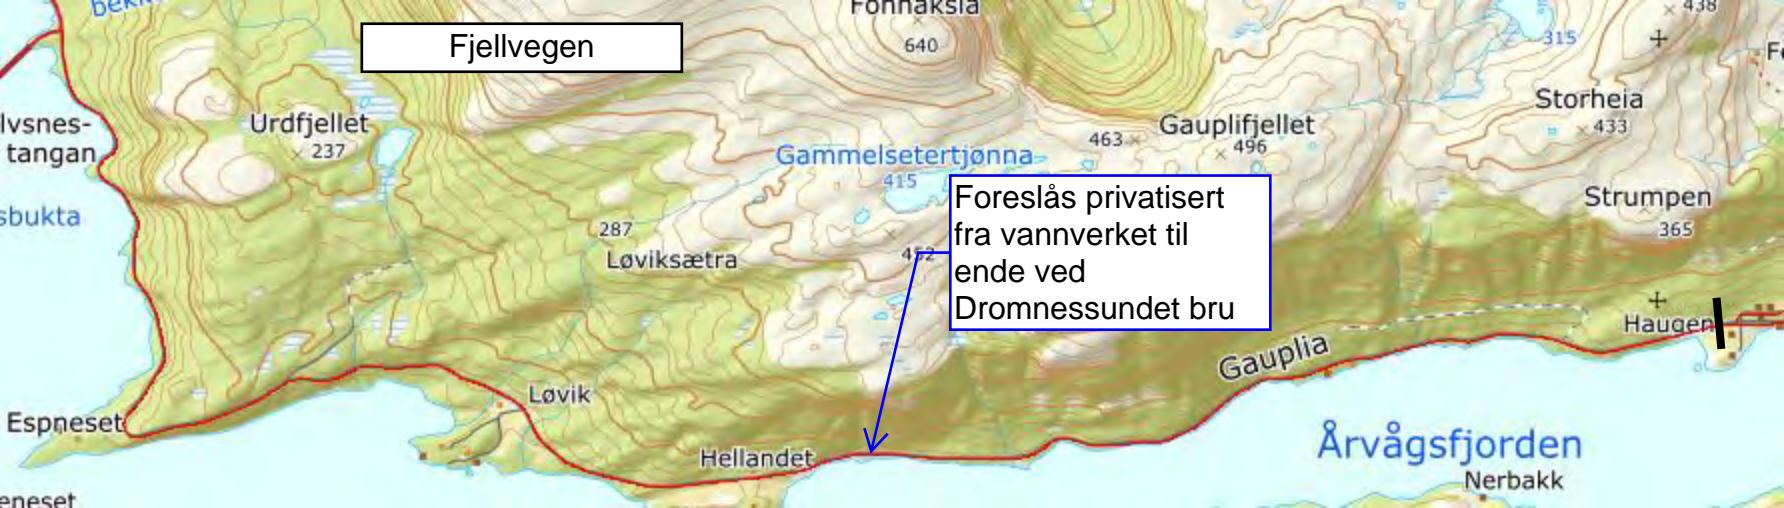 Fonnaksla
640
Fjellvegen
438
315
Urdfjellet
237
lvsnes-
tangan
sbukta
Storheia
433
463
Gauplifjellet
496
Gammelsetertjønna
415
Foreslås privatisert
fra vannverket til
ende ved
Dromnessundet bru
Strumpen
365
287
Løviksætra
452
Haugen
Gauplia
Løvik
Espneset
Hellandet
Årvågsfjorden
Nerbakk
eneset